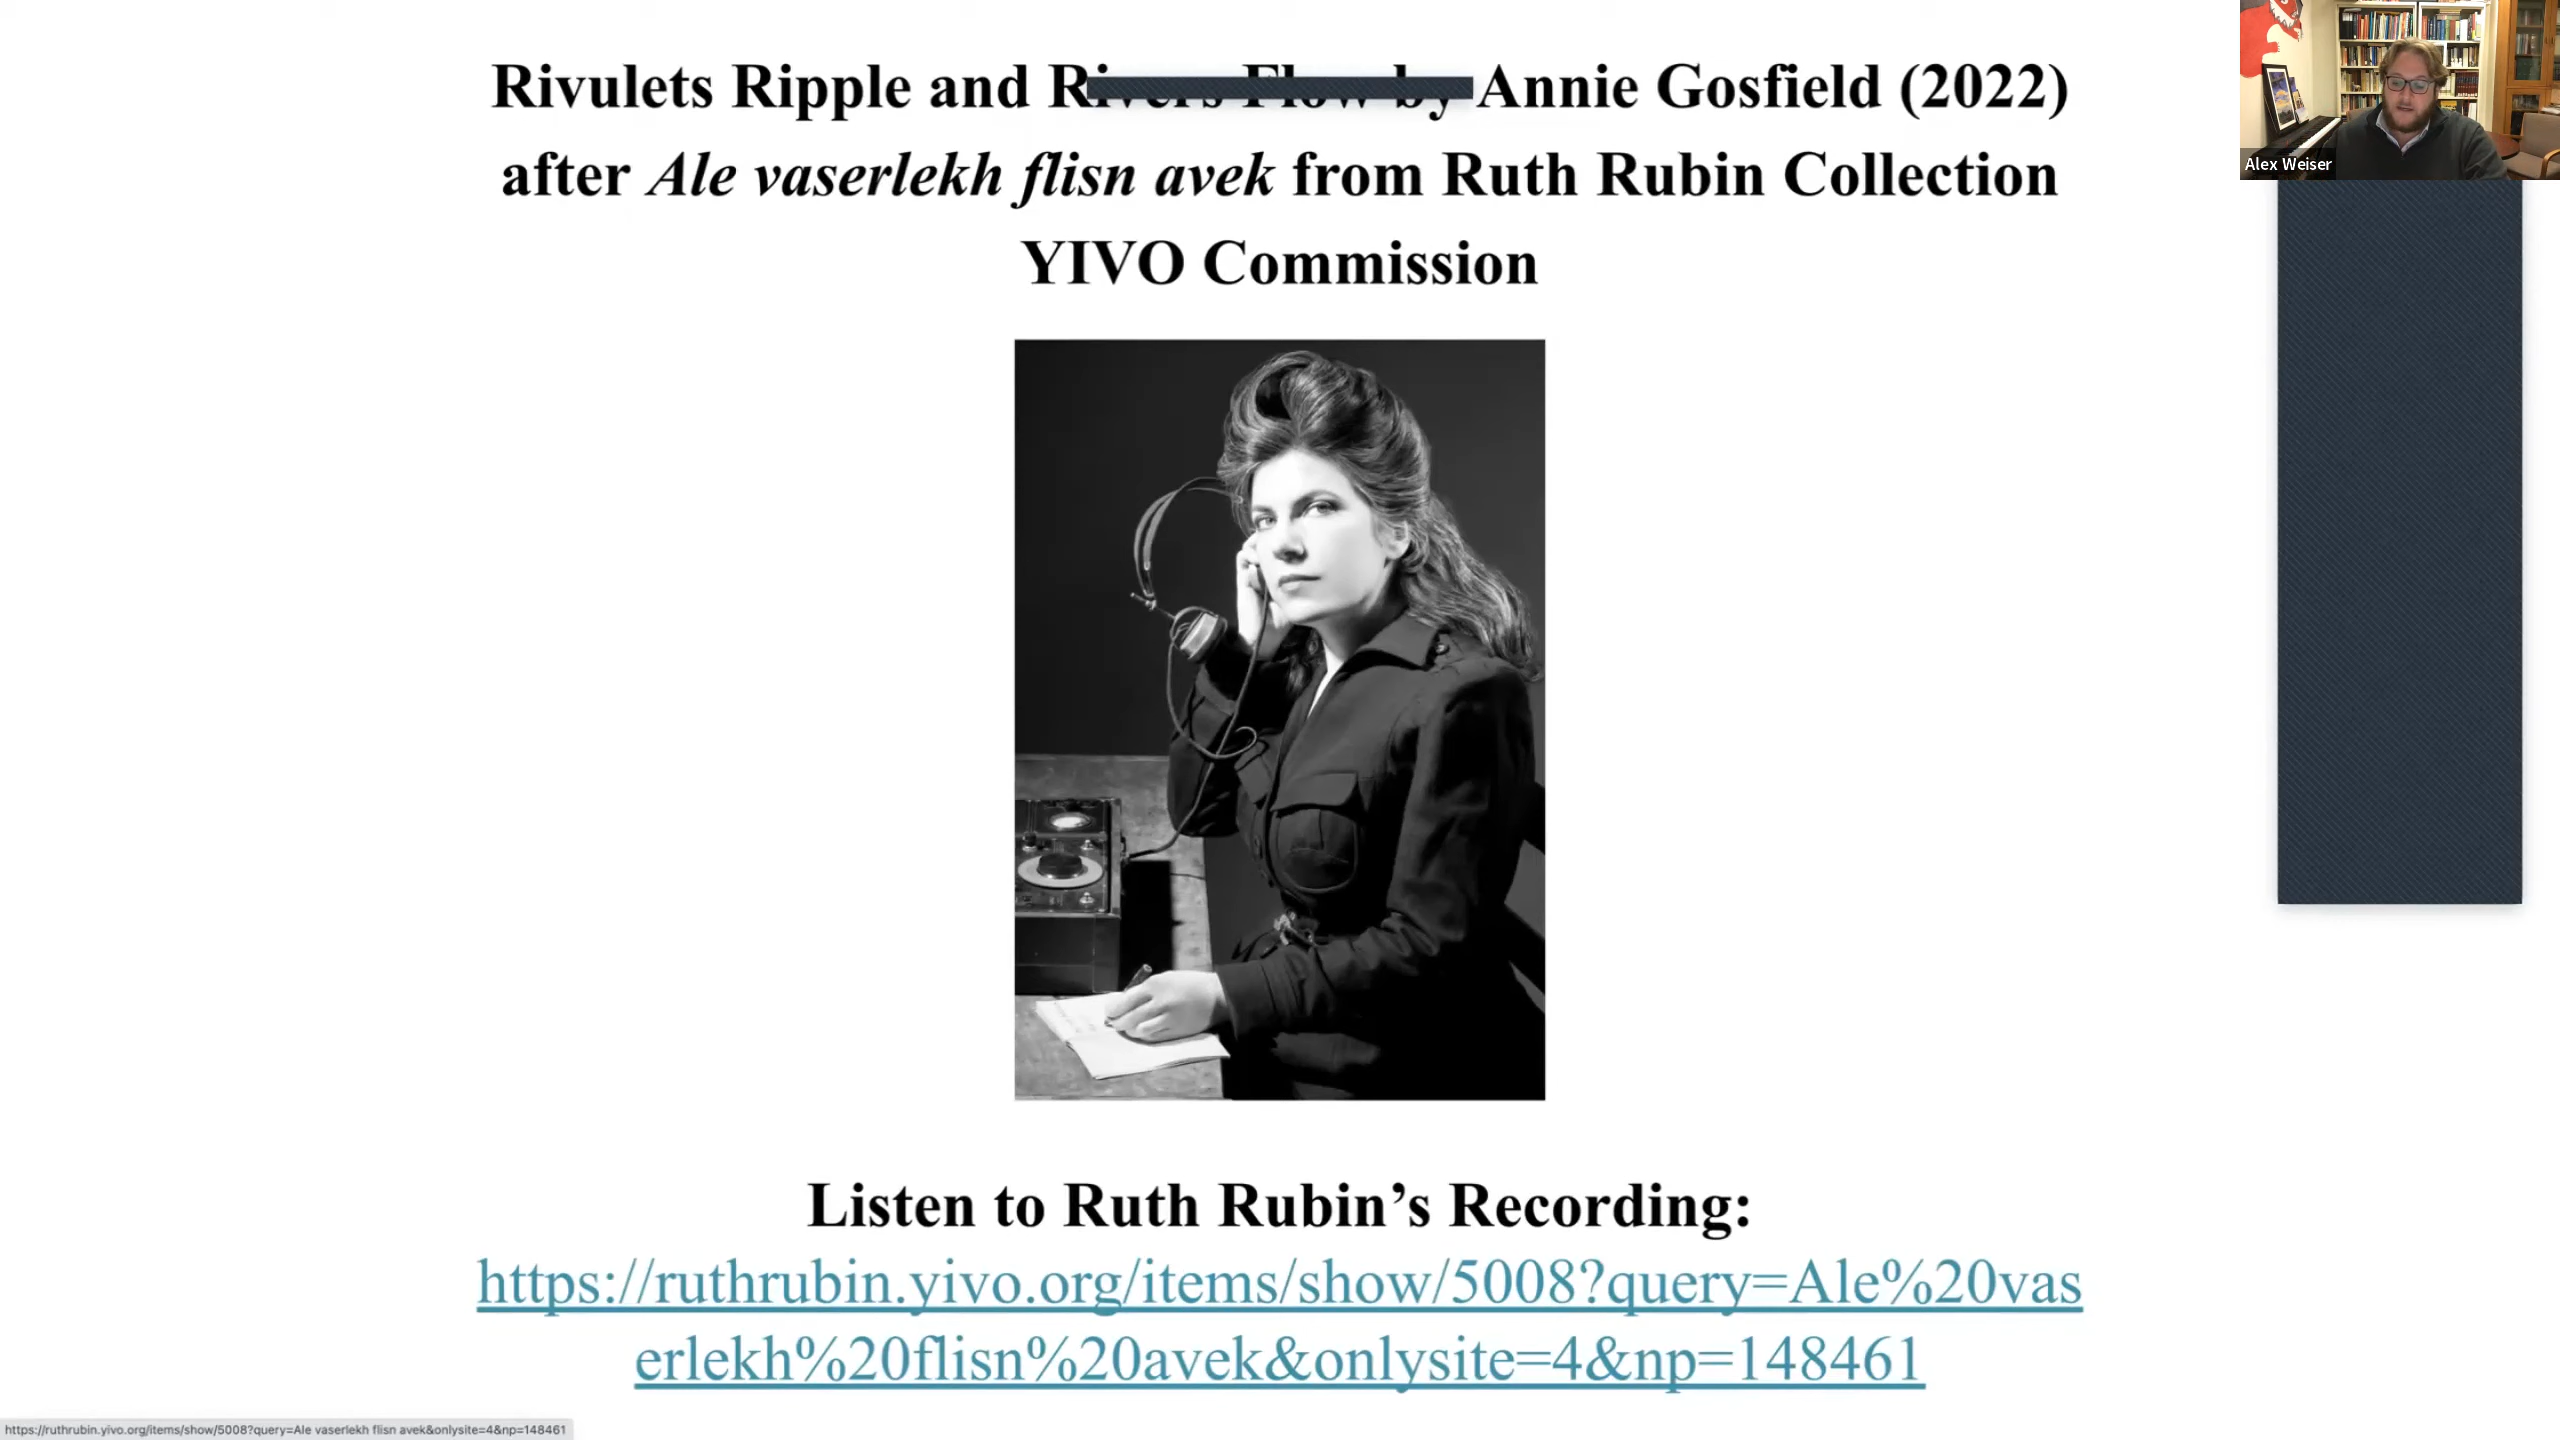 Rivulets Ripple and Rivers Flow by Annie Gosfield (2022)
after Ale vaserlekh flisn avek from Ruth Rubin Collection
YIVO Commission
Alex Weiser
Listen to Ruth Rubin’s Recording:
https://ruthrubin.yivo.org/items/show/5008?query=Ale%20vas
erlekh%20flisn%20avek&onlysite=4&np=148461
https://ruthrubin.yivo.org/items/show/5008?query=Ale vaserlekh flisn avek&onlysite=4&np=148461